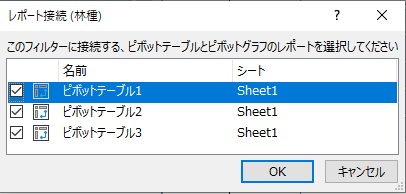 レポート接続 (林種)
このフィルターに接続する、ピボットテーブルとピボットグラフのレポートを選択してください
名前 シート
ピボットテーブル1 Sheet1
ピボットテーブル2 Sheet1
ピボットテーブル3 Sheet1
OK キャンセル